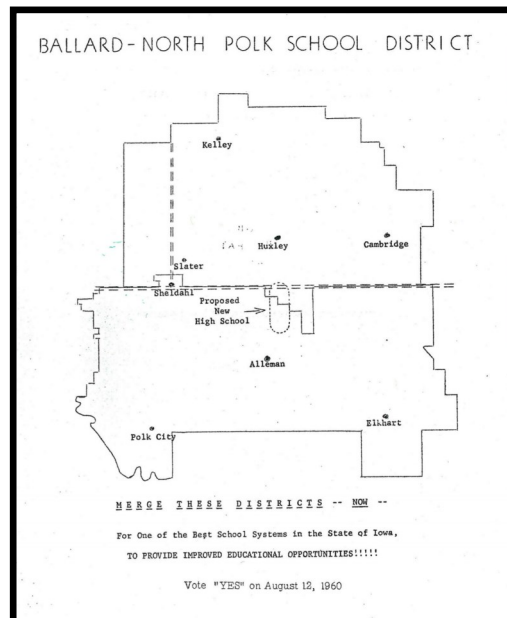 BALLARD-NORTH POLK SCHOOL DISTRICT
Kelley
Huxley
Cambridge
Slater
Sheldahl
Proposed
New
High School
Alleman
Elkhart
Polk City
MERGE THESE DISTRICTS -- NOW --
For One of the Best School Systems in the State of Iowa,
TO PROVIDE IMPROVED EDUCATIONAL OPPORTUNITIES!!!!!
Vote "YES" on August 12, 1960